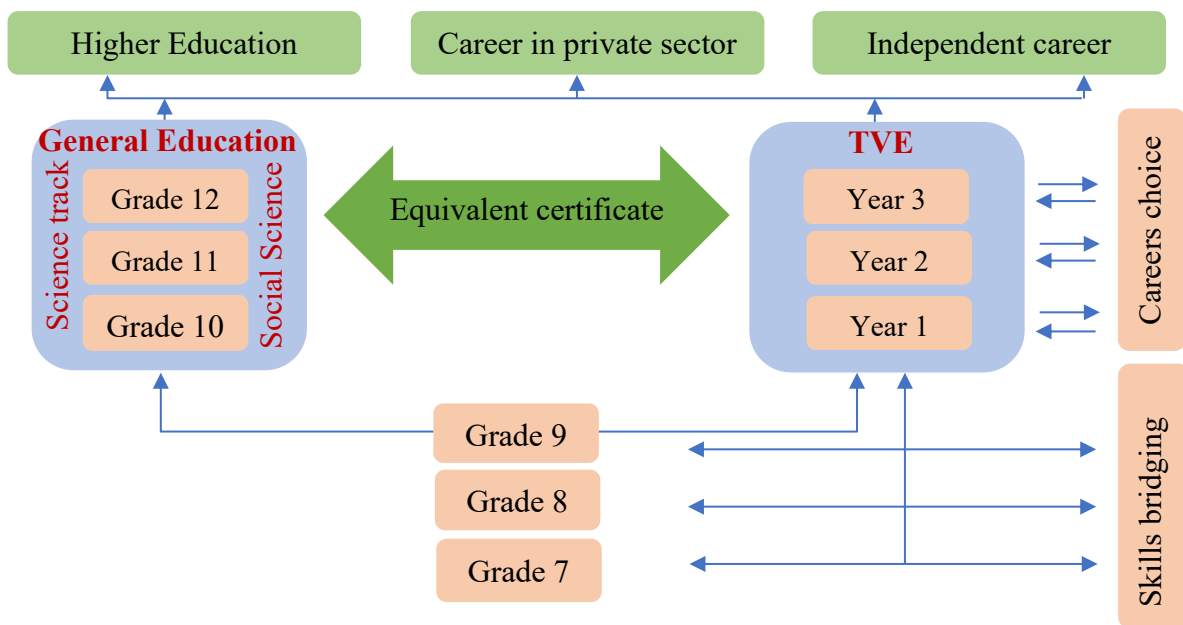 Higher Education
Career in private sector
Independent career
General Education
Science track
Social Science
Grade 12
Grade 11
Grade 10
Equivalent certificate
TVE
Year 3
Year 2
Year 1
Careers choice
Grade 9
Grade 8
Grade 7
Skills bridging